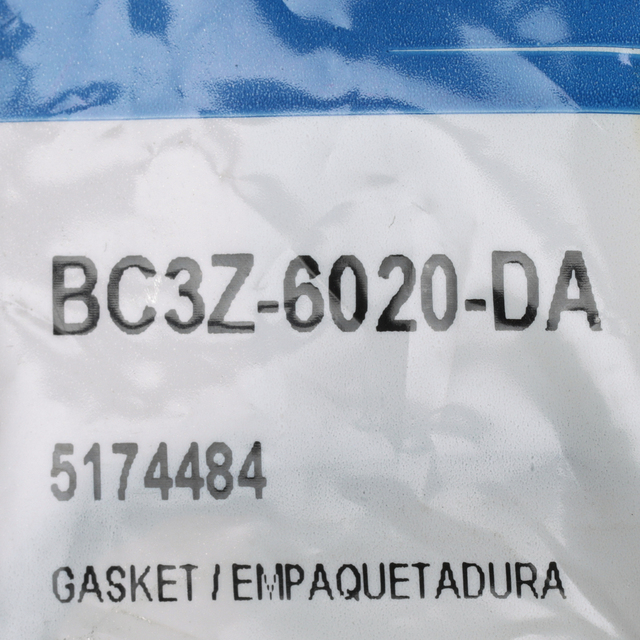 BC3Z-6020-DA
5174484
GASKET / EMPAQUETADURA